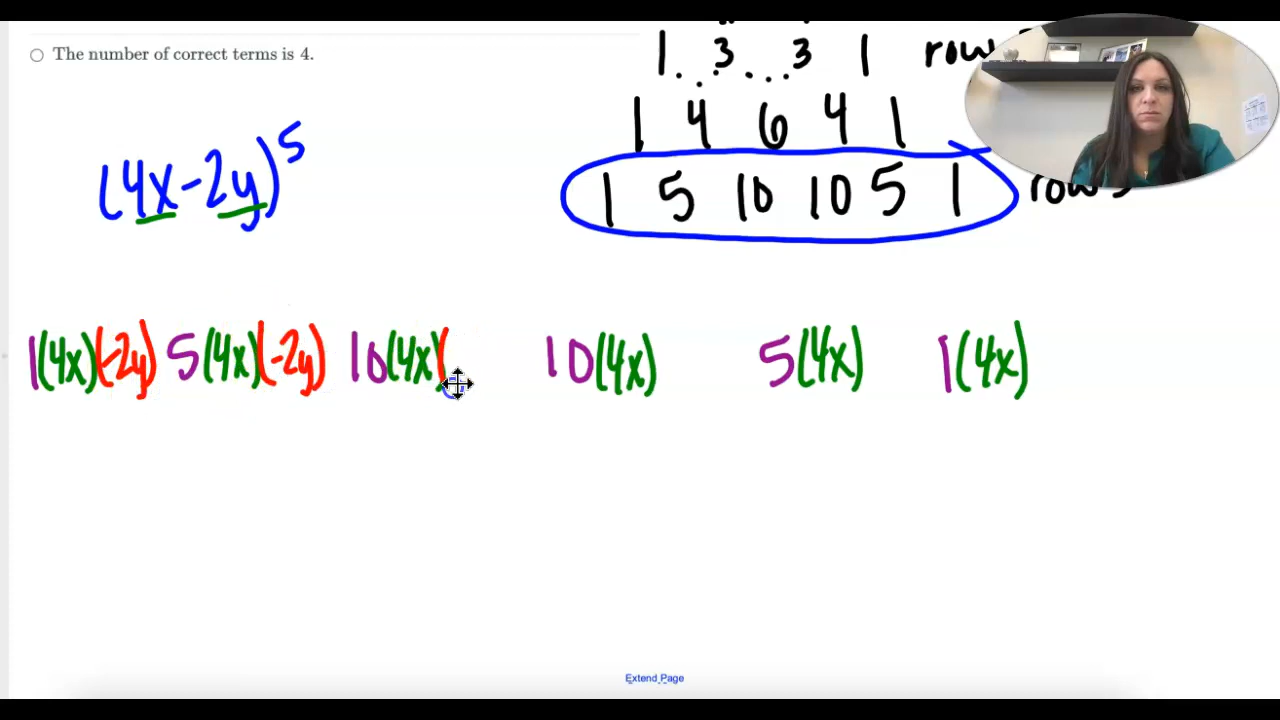 The number of correct terms is 4.
1 3 3 1 row
1 4 6 4 1
(4x-2y)^5
1 5 10 10 5 1 row 5
1(4x)(-2y) 5(4x)(-2y) 10(4x)( 10(4x) 5(4x) 1(4x)
Extend Page